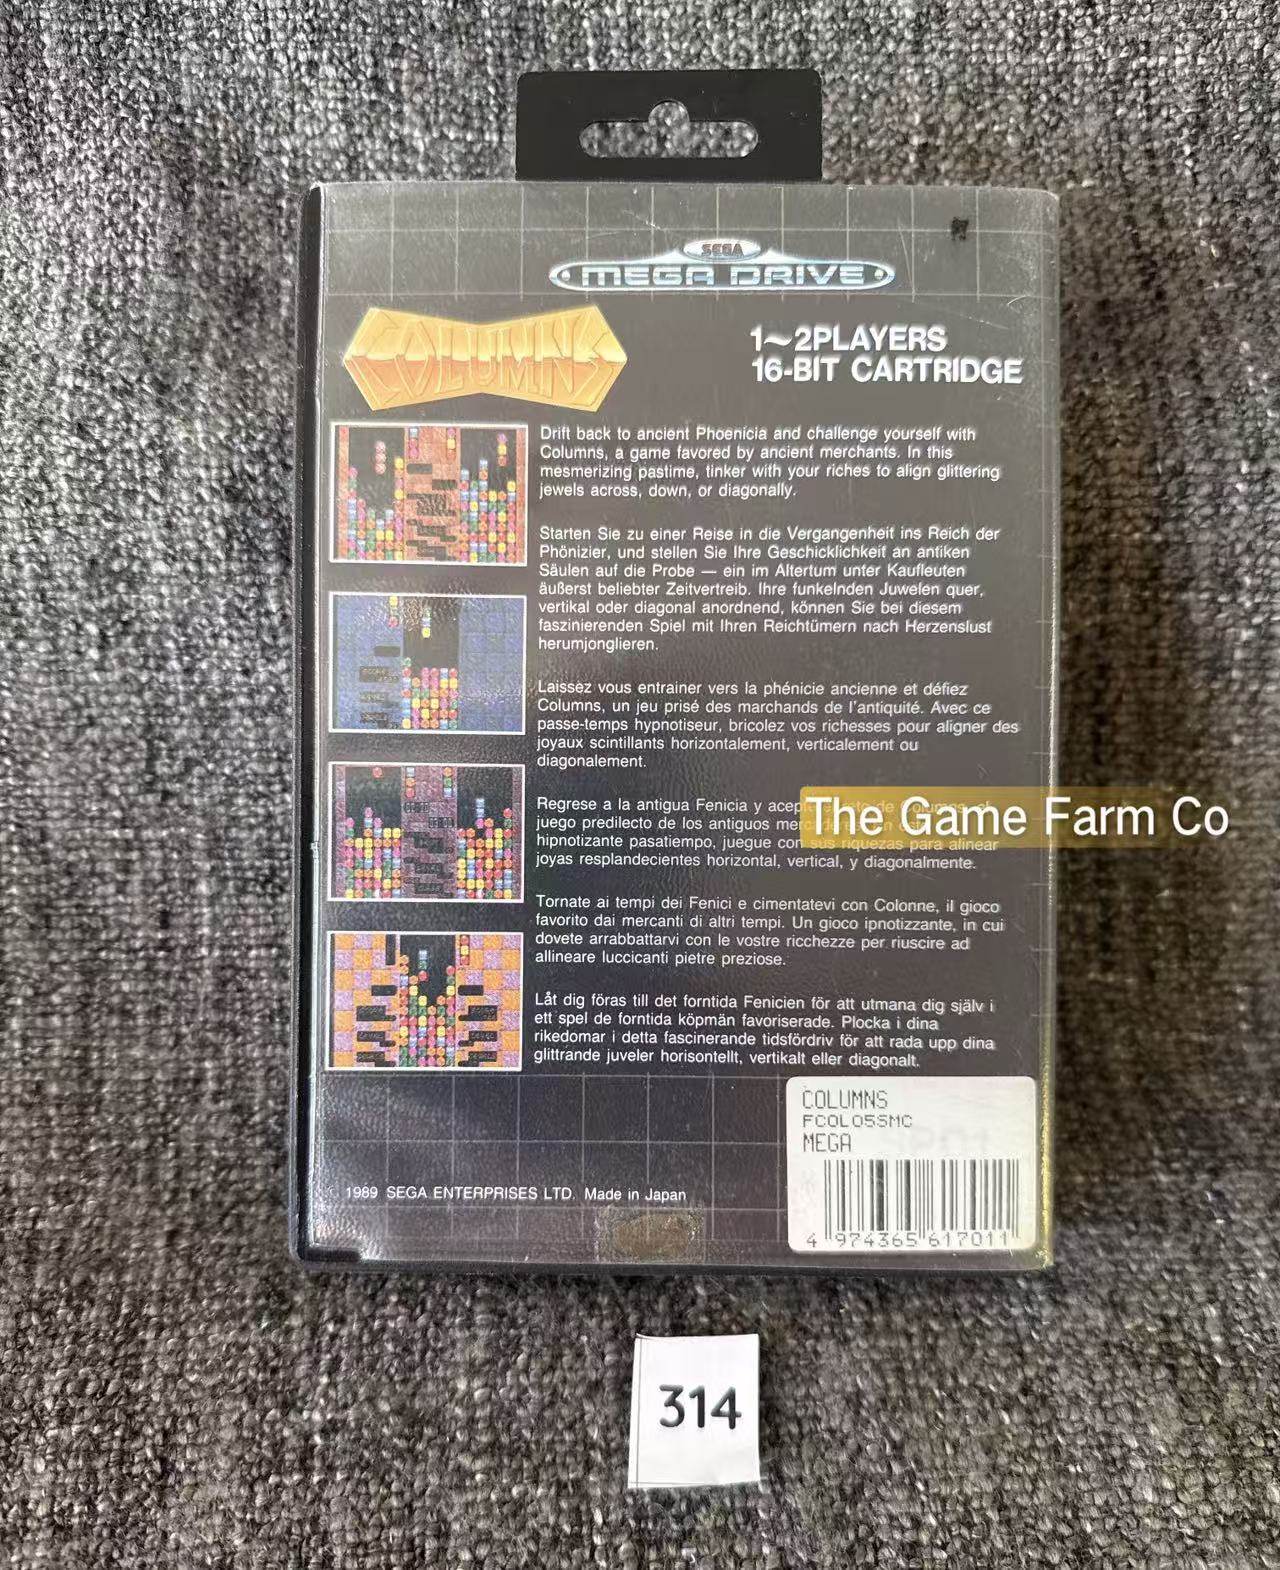 SEGA
MEGA DRIVE
COLUMNS
1~2PLAYERS
16-BIT CARTRIDGE
Drift back to ancient Phoenicia and challenge yourself with
Columns, a game favored by ancient merchants. In this
mesmerizing pastime, tinker with your riches to align glittering
jewels across, down, or diagonally.
Starten Sie zu einer Reise in die Vergangenheit ins Reich der
Phönizier, und stellen Sie Ihre Geschicklichkeit an antiken
Säulen auf die Probe — ein im Altertum unter Kaufleuten
äußerst beliebter Zeitvertreib. Ihre funkelnden Juwelen quer,
vertikal oder diagonal anordnend, können Sie bei diesem
faszinierenden Spiel mit Ihren Reichtümern nach Herzenslust
herumjonglieren.
Laissez vous entrainer vers la phénicie ancienne et défiez
Columns, un jeu prisé des marchands de l'antiquité. Avec ce
passe-temps hypnotiseur, bricolez vos richesses pour aligner des
joyaux scintillants horizontalement, verticalement ou
diagonalement.
Regrese a la antigua Fenicia y acepte el reto de Columns, el
juego predilecto de los antiguos
hipnotizante pasatiempo, juegue con sus riquezas para alinear
joyas resplandecientes horizontal, vertical, y diagonalmente.
The Game Farm Co
Tornate ai tempi dei Fenici e cimentatevi con Colonne, il gioco
favorito dai mercanti di altri tempi. Un gioco ipnotizzante, in cui
dovete arrabbattarvi con le vostre ricchezze per riuscire ad
allineare luccicanti pietre preziose.
Låt dig föras till det forntida Fenicien för att utmana dig själv i
ett spel de forntida köpmän favoriserade. Plocka i dina
rikedomar i detta fascinerande tidsfördriv för att rada upp dina
glittrande juveler horisontellt, vertikalt eller diagonalt.
COLUMNS
FCOL05SMC
MEGA
4 974365 617011
1989 SEGA ENTERPRISES LTD. Made in Japan
314